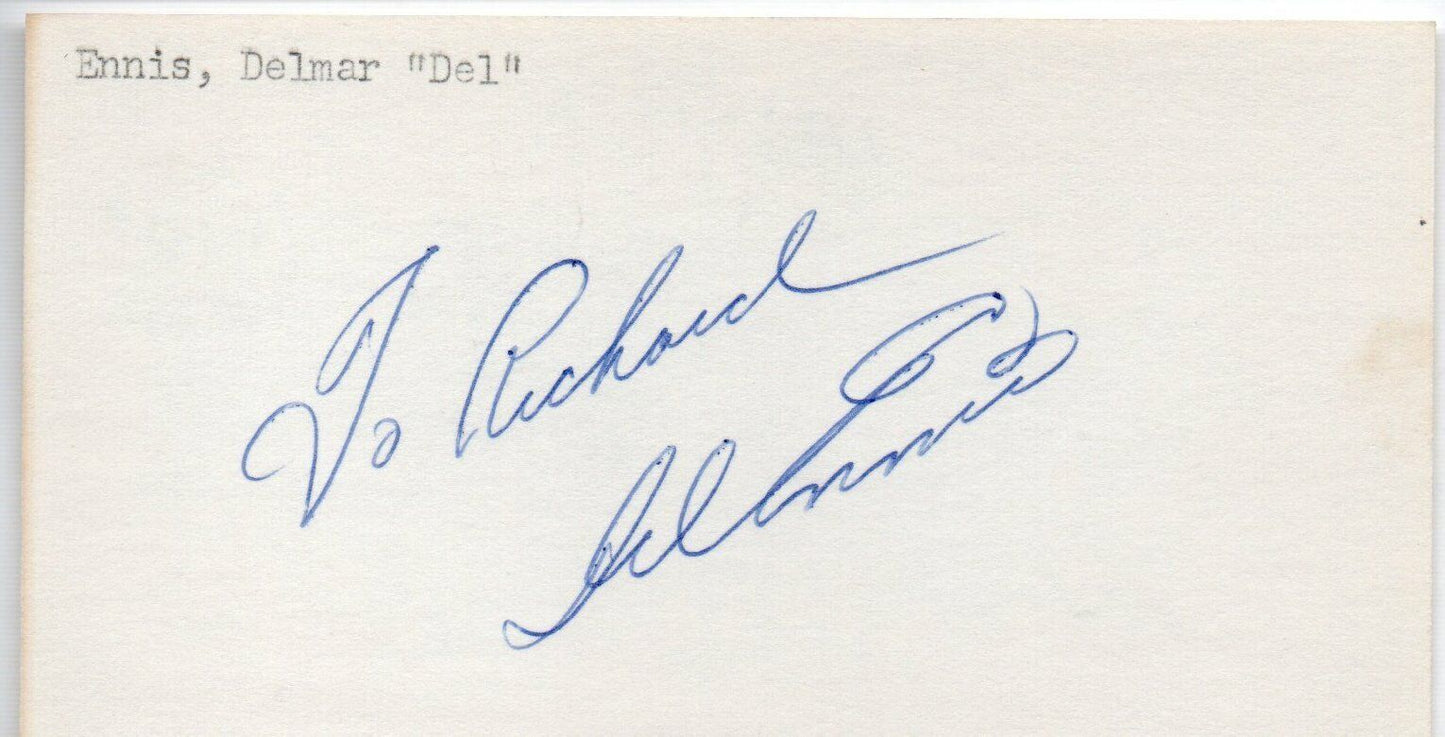 Ennis, Delmar "Del"
To Richard
Del Ennis